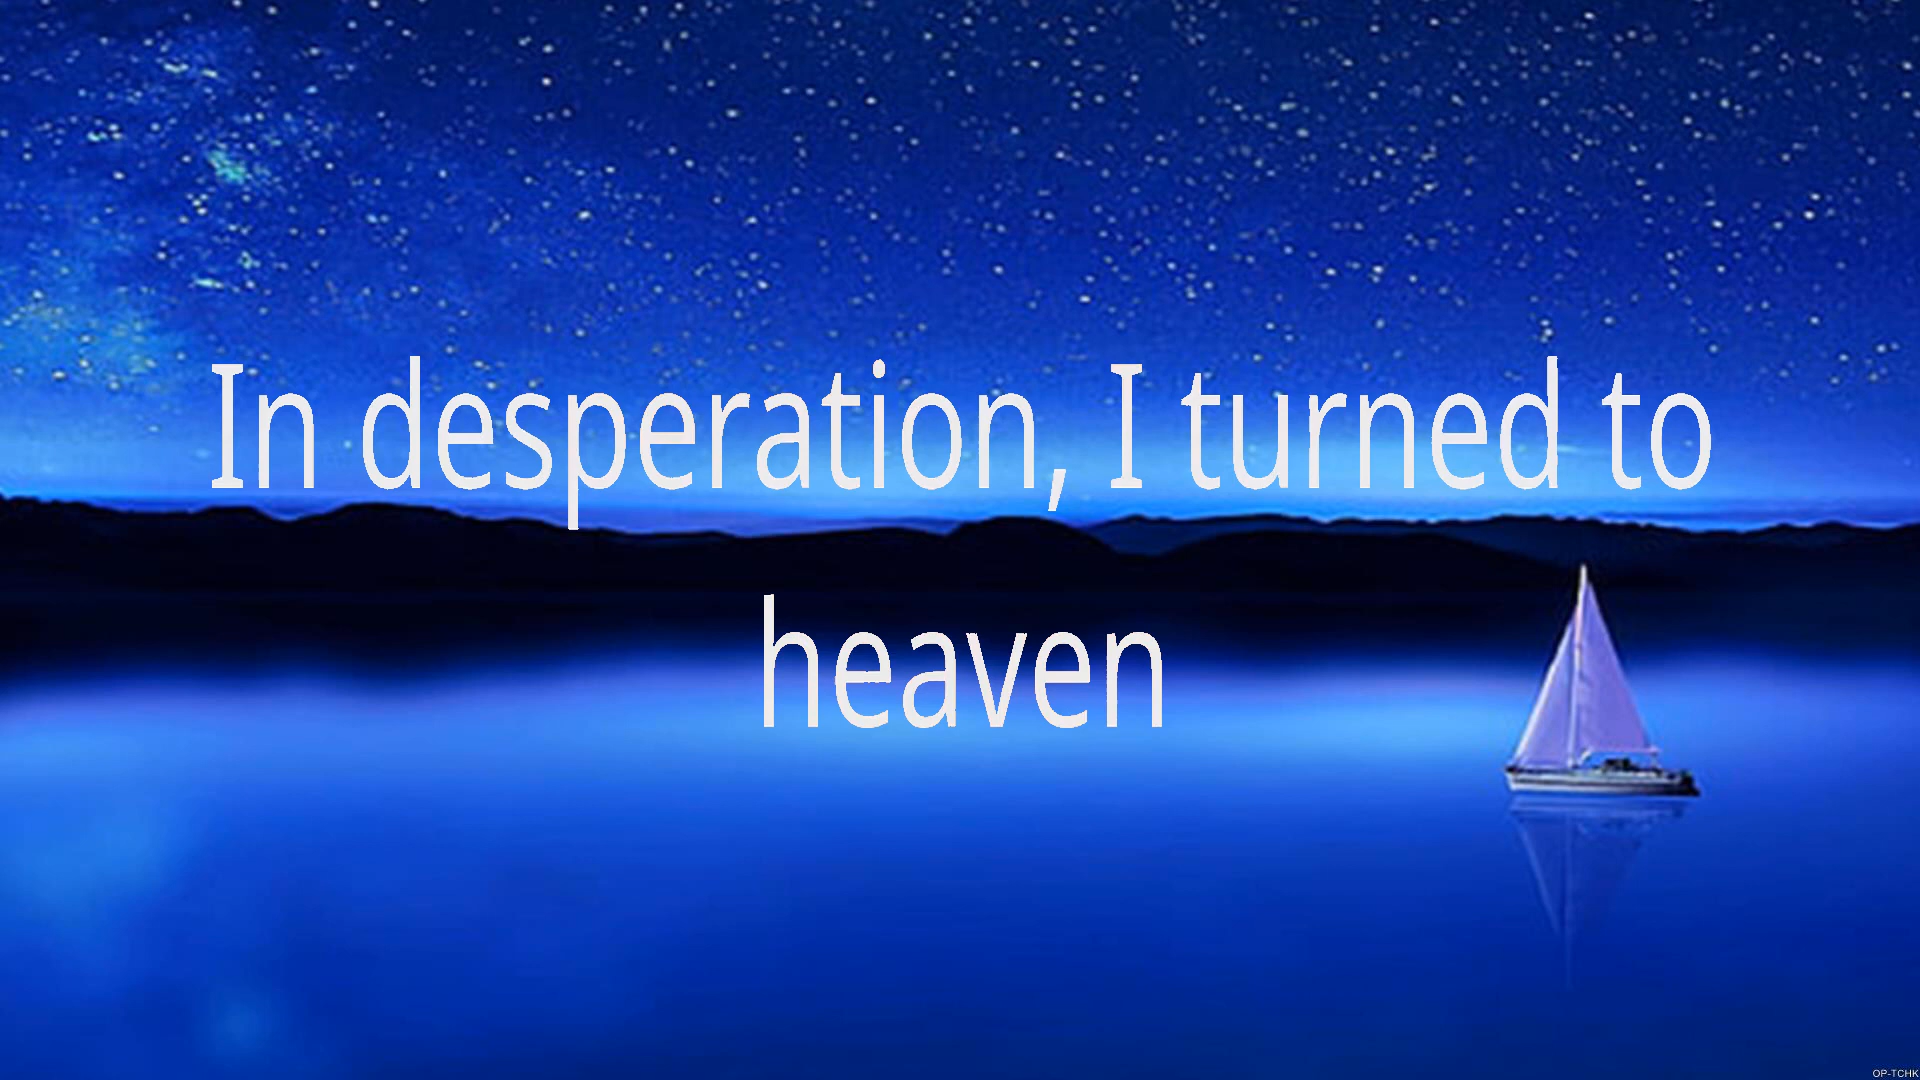 In desperation, I turned to
heaven
OP-TCHK